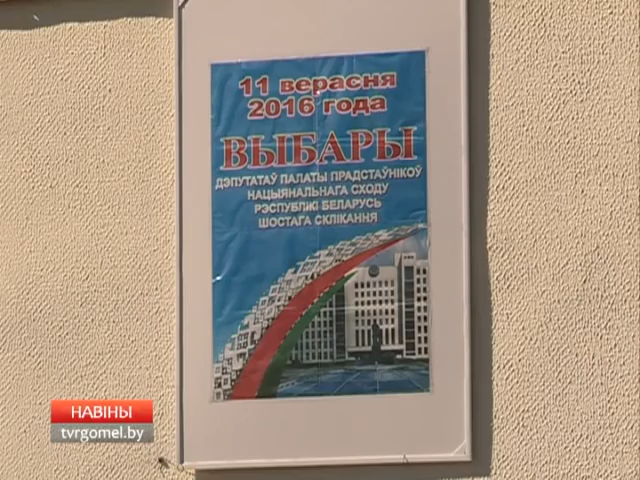 11 верасня
2016 года
ВЫБАРЫ
ДЭПУТАТАЎ ПАЛАТЫ ПРАДСТАЎНІКОЎ
НАЦЫЯНАЛЬНАГА СХОДУ
РЭСПУБЛІКІ БЕЛАРУСЬ
ШОСТАГА СКЛІКАННЯ
НАВІНЫ
tvrgomel.by